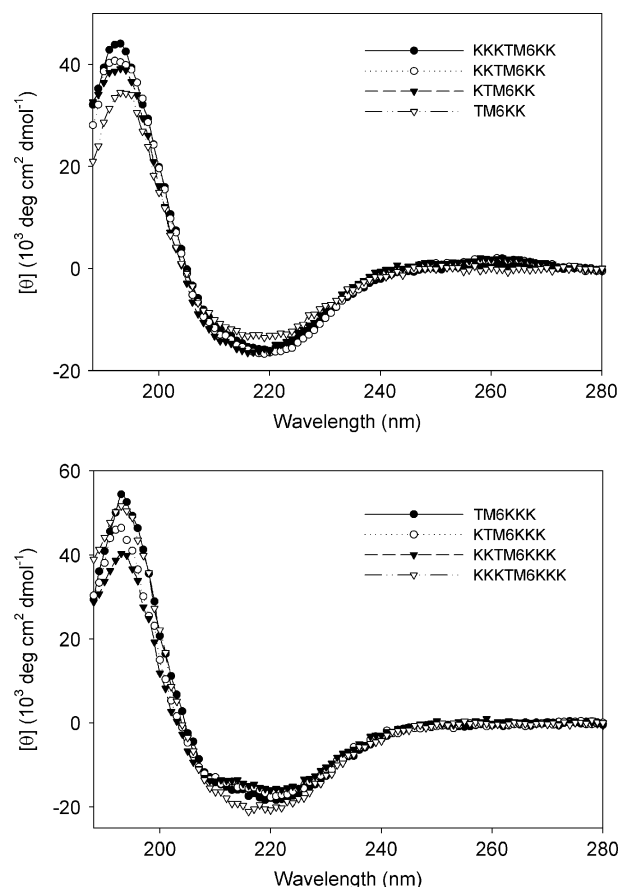 [θ] (10³ deg cm² dmol⁻¹)
40
20
0
-20
KKKTM6KK
KKTM6KK
KTM6KK
TM6KK
200 220 240 260 280
Wavelength (nm)
[θ] (10³ deg cm² dmol⁻¹)
60
40
20
0
-20
TM6KKK
KTM6KKK
KKTM6KKK
KKKTM6KKK
200 220 240 260 280
Wavelength (nm)